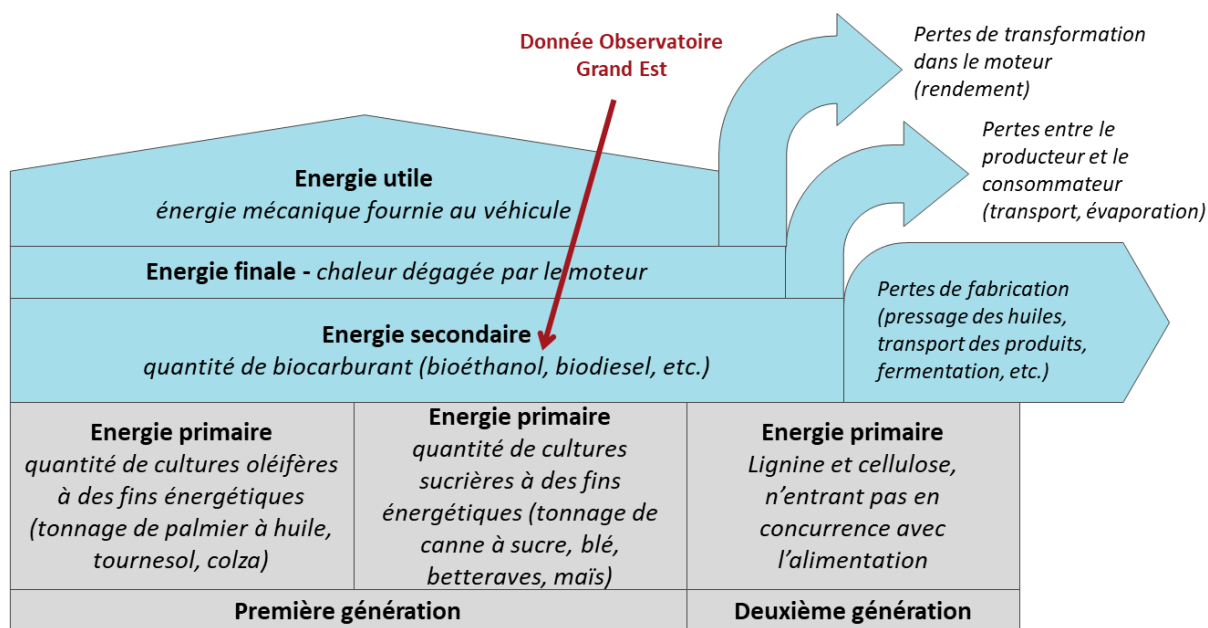 Donnée Observatoire
Grand Est
Pertes de transformation
dans le moteur
(rendement)
Pertes entre le
producteur et le
consommateur
(transport, évaporation)
Energie utile
énergie mécanique fournie au véhicule
Energie finale - chaleur dégagée par le moteur
Energie secondaire
quantité de biocarburant (bioéthanol, biodiesel, etc.)
Pertes de fabrication
(pressage des huiles,
transport des produits,
fermentation, etc.)
Energie primaire
quantité de cultures oléifères
à des fins énergétiques
(tonnage de palmier à huile,
tournesol, colza)
Energie primaire
quantité de cultures
sucrières à des fins
énergétiques (tonnage de
canne à sucre, blé,
betteraves, maïs)
Energie primaire
Lignine et cellulose,
n'entrant pas en
concurrence avec
l'alimentation
Première génération
Deuxième génération